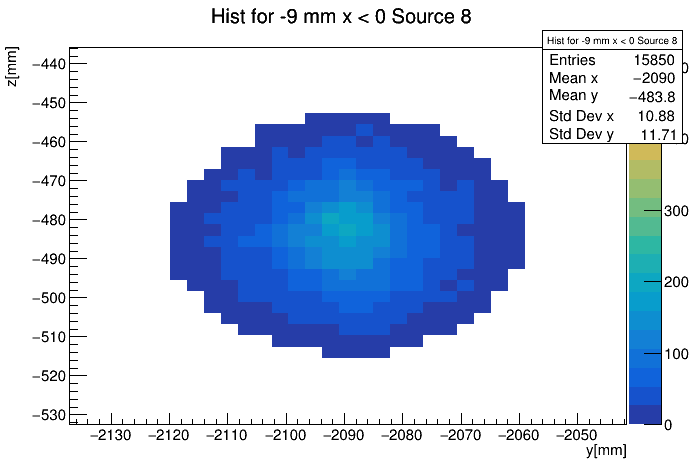 Hist for -9 mm x < 0 Source 8
z[mm]
Hist for -9 mm x < 0 Source 8
Entries 15850
Mean x −2090
Mean y −483.8
Std Dev x 10.88
Std Dev y 11.71
−440
−450
−460
−470
−480
−490
−500
−510
−520
−530
300
200
100
0
−2130 −2120 −2110 −2100 −2090 −2080 −2070 −2060 −2050
y[mm]